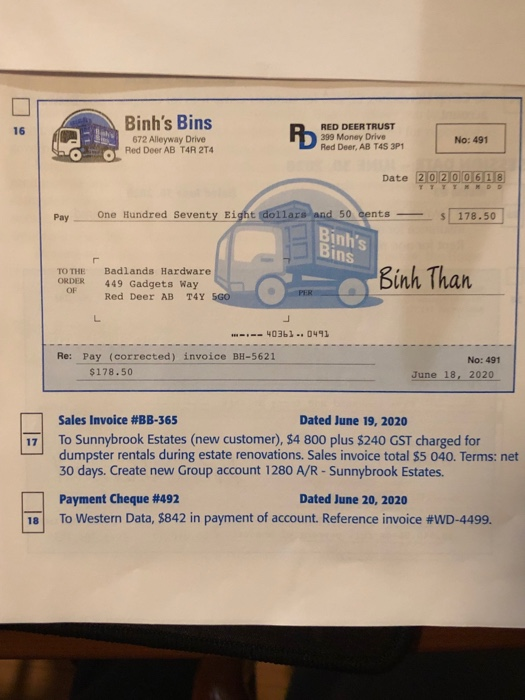 16
Binh's Bins
672 Alleyway Drive
Red Deer AB T4R 2T4
RED DEER TRUST
399 Money Drive
Red Deer, AB T4S 3P1
No: 491
Date 20200618
Y Y Y Y M M D D
Pay One Hundred Seventy Eight dollars and 50 cents $ 178.50
Binh's
Bins
TO THE
ORDER
OF
Badlands Hardware
449 Gadgets Way
Red Deer AB T4Y 5G0
PER
Binh Than
40361 0491
Re: Pay (corrected) invoice BH-5621
$178.50
No: 491
June 18, 2020
17
Sales Invoice #BB-365 Dated June 19, 2020
To Sunnybrook Estates (new customer), $4 800 plus $240 GST charged for
dumpster rentals during estate renovations. Sales invoice total $5 040. Terms: net
30 days. Create new Group account 1280 A/R - Sunnybrook Estates.
18
Payment Cheque #492 Dated June 20, 2020
To Western Data, $842 in payment of account. Reference invoice #WD-4499.